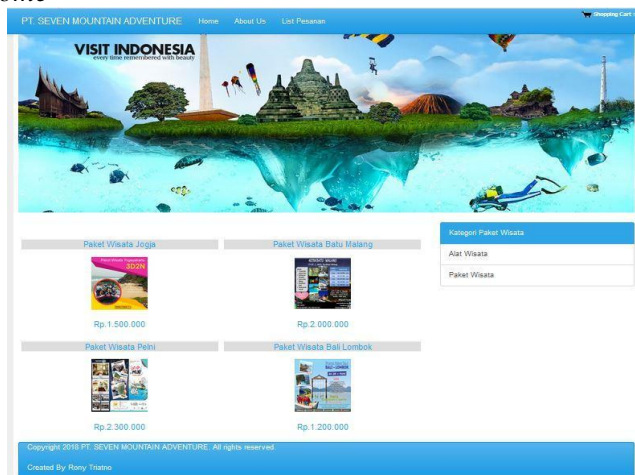 PT. SEVEN MOUNTAIN ADVENTURE Home About Us List Pesanan Shopping Cart
VISIT INDONESIA
every time remembered with beauty
Kategori Paket Wisata
Alat Wisata
Paket Wisata
Paket Wisata Jogja Paket Wisata Batu Malang
3D2N
Rp.1.500.000 Rp.2.000.000
Paket Wisata Pelni Paket Wisata Bali Lombok
Rp.2.300.000 Rp.1.200.000
Copyright 2018 PT. SEVEN MOUNTAIN ADVENTURE. All rights reserved
Created By Rony Triatno